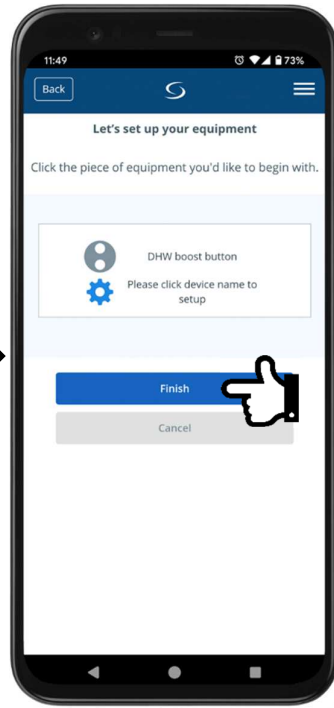 11:49
73%
Back
Let's set up your equipment
Click the piece of equipment you'd like to begin with.
DHW boost button
Please click device name to
setup
Finish
Cancel